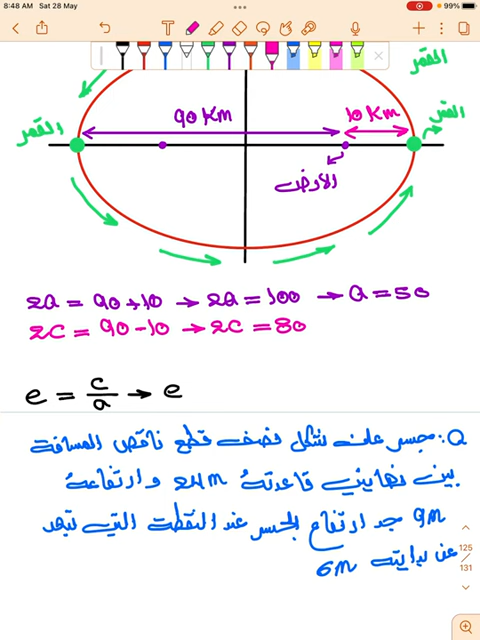 8:48 AM Sat 28 May
99%
القمر
90 Km
10 Km
القمر
القمر
الارض
2a = 90 + 10 → 2a = 100 → a = 50
2c = 90 - 10 → 2c = 80
e = c/a → e
Q: جسر على شكل نصف قطع ناقص المسافة
بين نهايتي قاعدته 24m وارتفاعه
9m جد ارتفاع الجسر عند النقطة التي تبعد
عن بدايته 6m
125
131